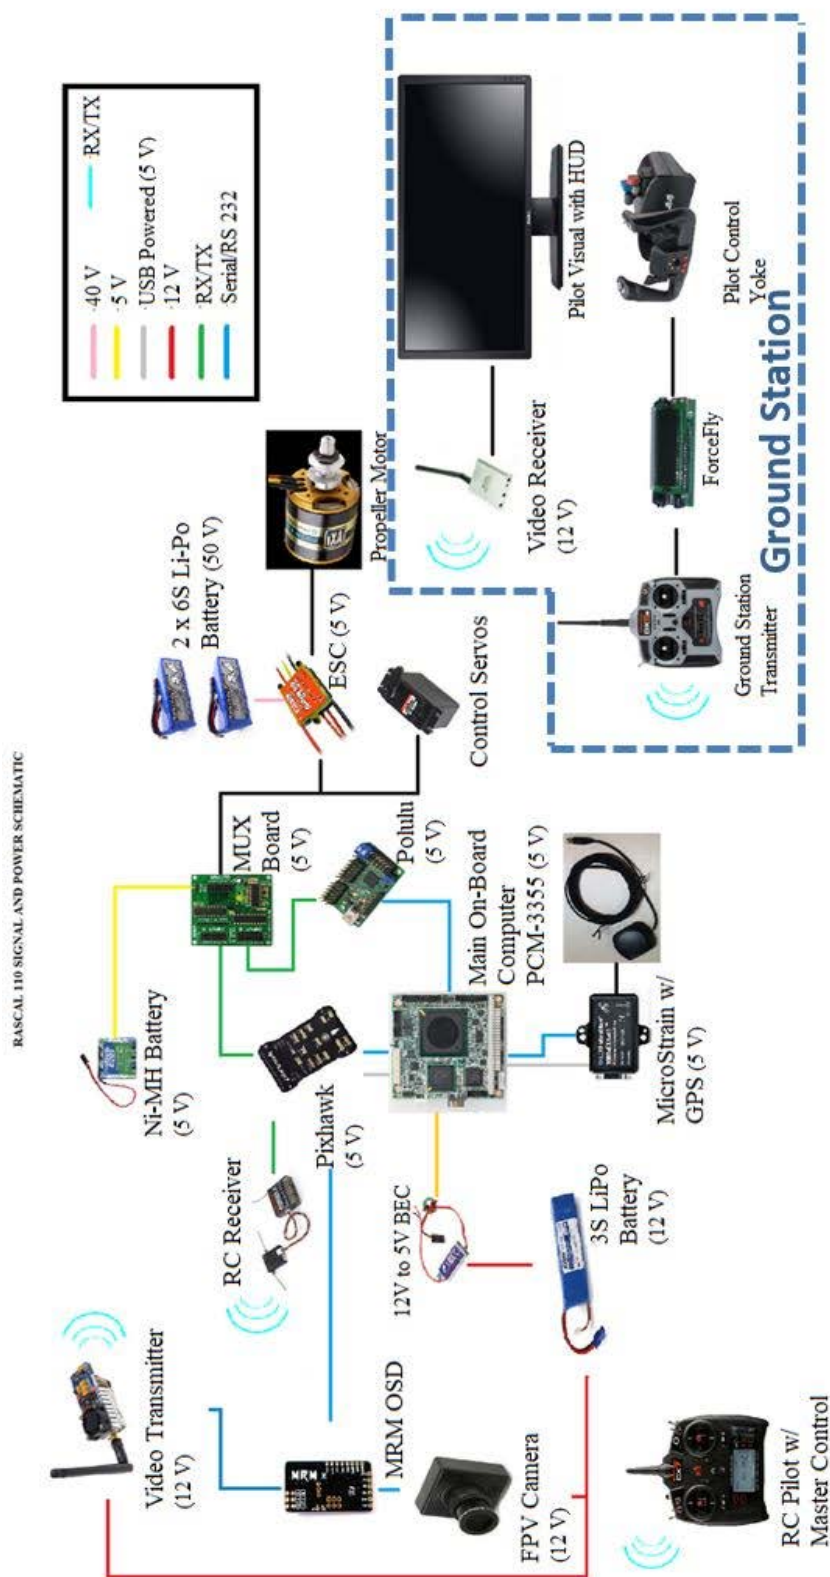 RASCAL 110 SIGNAL AND POWER SCHEMATIC
Video Transmitter
(12 V)
RC Receiver
Ni-MH Battery
(5 V)
MUX
Board
(5 V)
2 x 6S Li-Po
Battery (50 V)
ESC (5 V)
Propeller Motor
40 V
5 V
USB Powered (5 V)
12 V
RX/TX
Serial/RS 232
RX/TX
MRM
MRM OSD
Pixhawk
(5 V)
Polulu
(5 V)
Control Servos
FPV Camera
(12 V)
12V to 5V BEC
Main On-Board
Computer
PCM-3355 (5 V)
3S LiPo
Battery
(12 V)
MicroStrain w/
GPS (5 V)
RC Pilot w/
Master Control
Video Receiver
(12 V)
Pilot Visual with HUD
Ground Station
Transmitter
ForceFly
Pilot Control
Yoke
Ground Station